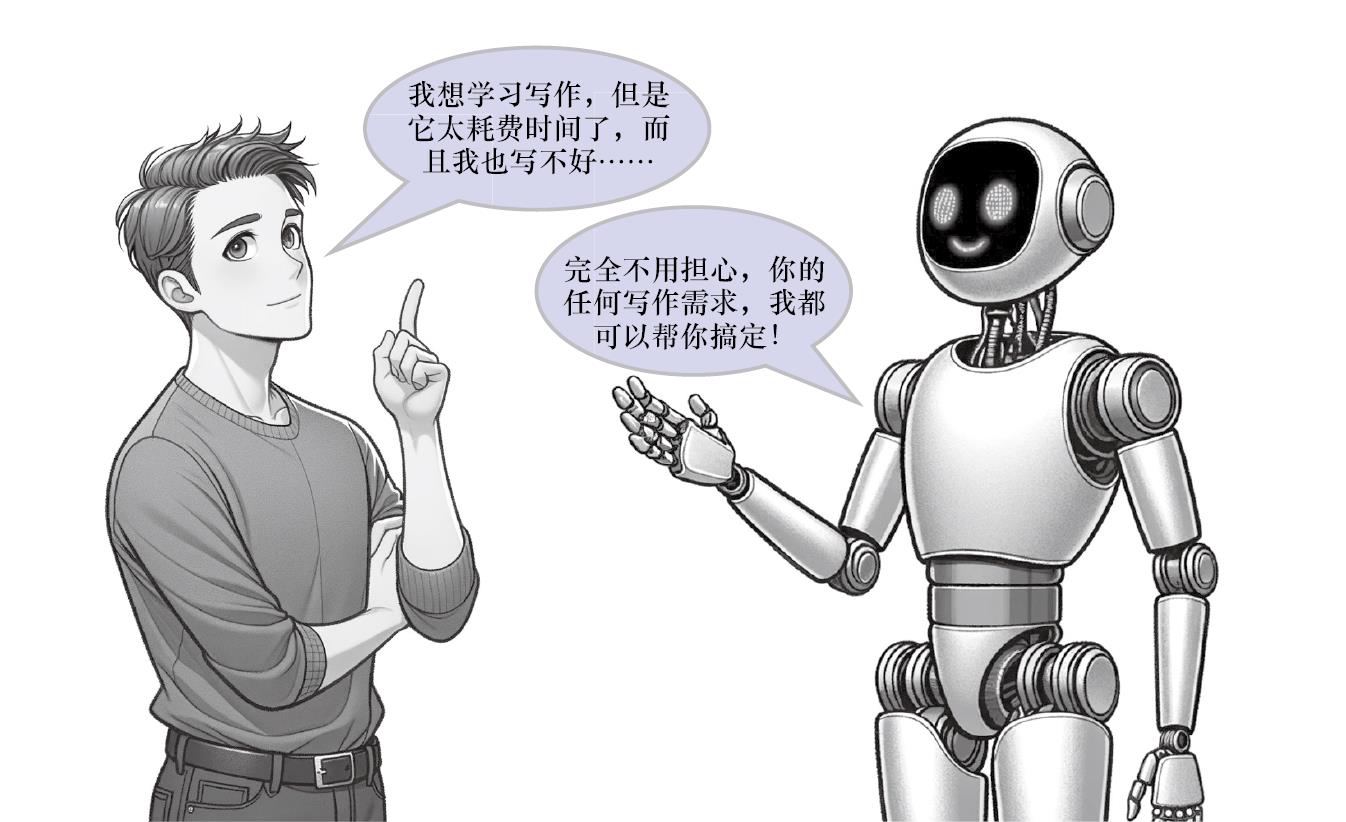 我想学习写作，但是
它太耗费时间了，而
且我也写不好……
完全不用担心，你的
任何写作需求，我都
可以帮你搞定！